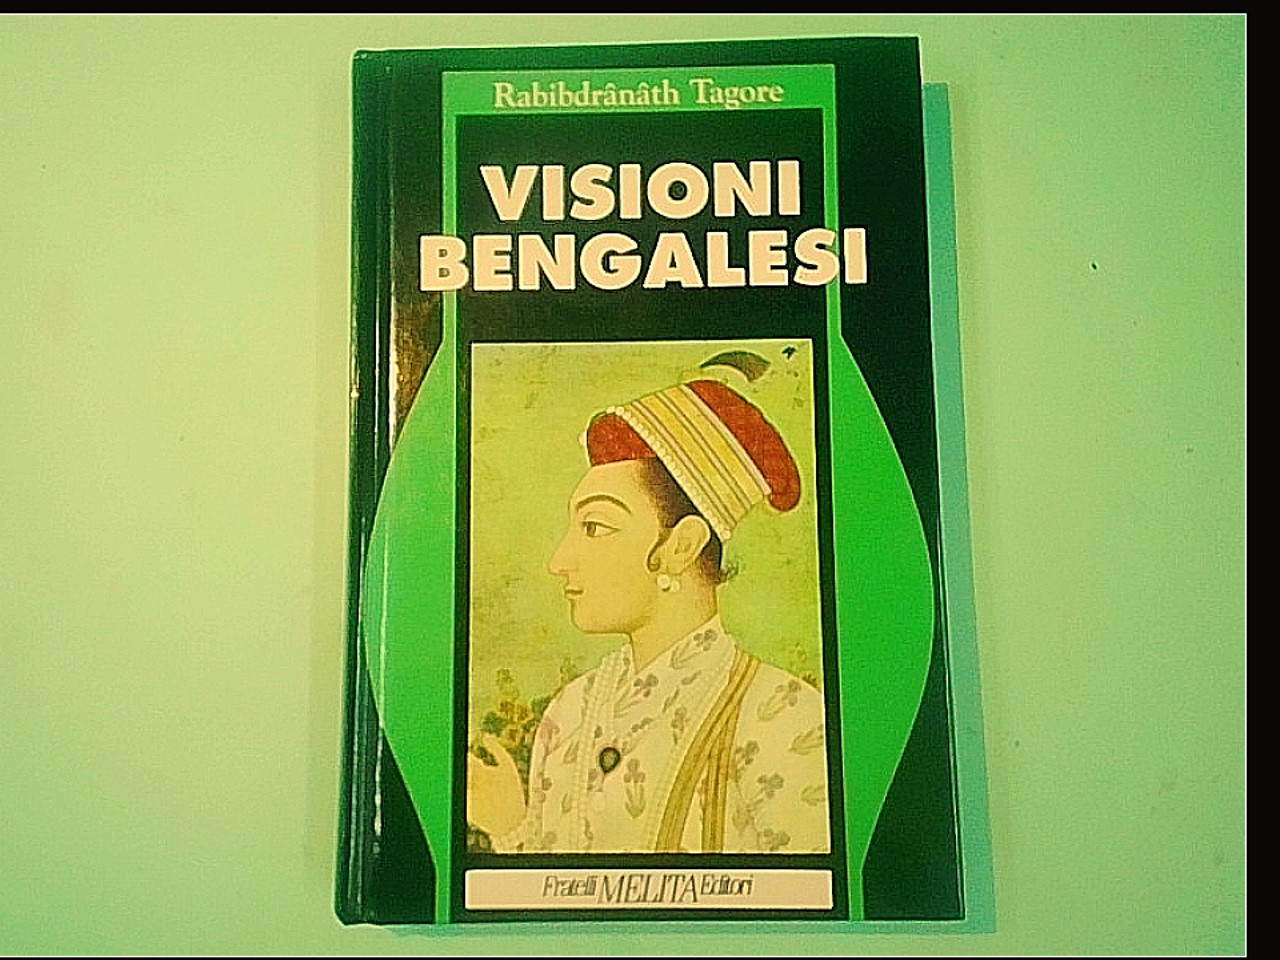 Rabibdrânâth Tagore
VISIONI
BENGALESI
Fratelli MELITA Editori